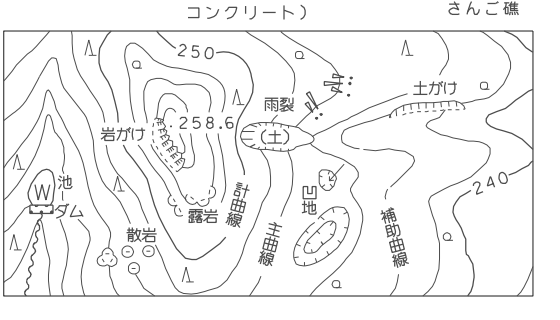 コンクリート)
さんご礁
250
土がけ
雨裂
岩がけ
.258.6
(土)
池
W
ダム
240
計曲線
凹地
露岩
主曲線
補助曲線
散岩